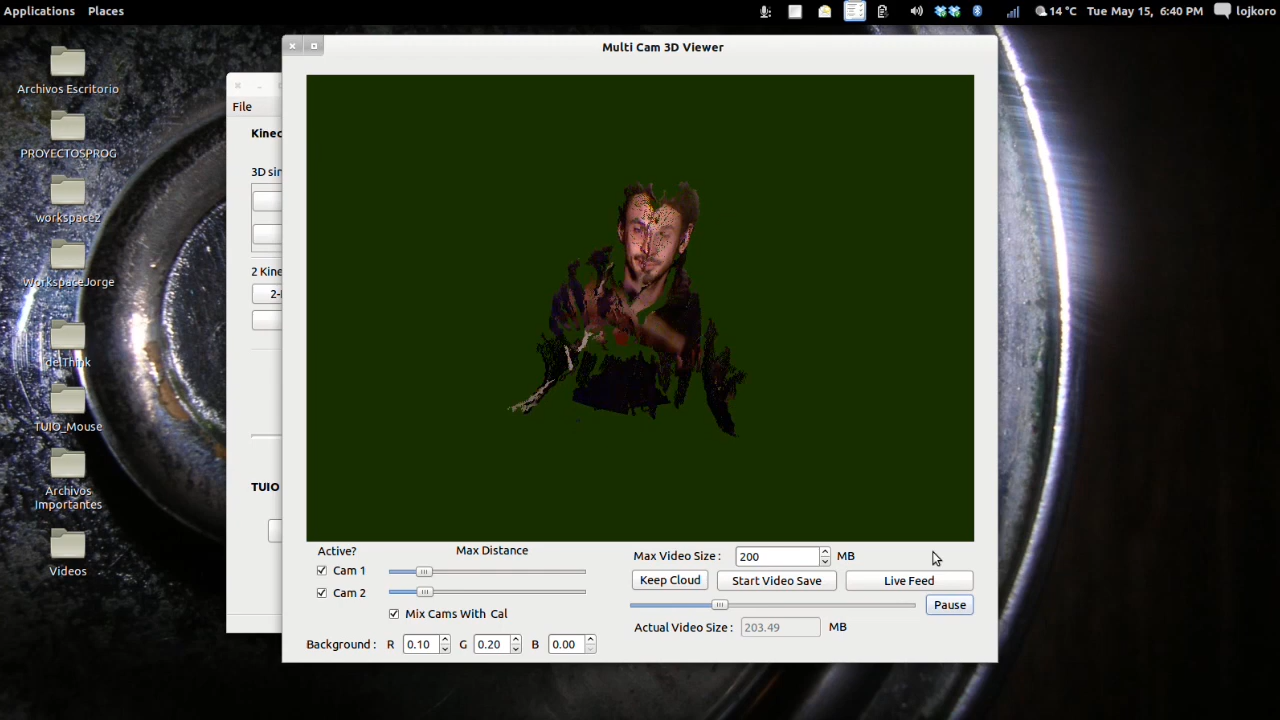 Applications Places
14 °C Tue May 15, 6:40 PM lojkoro
Archivos Escritorio
PROYECTOSPROG
workspace2
WorkspaceJorge
de Think
TUIO_Mouse
Archivos
Importantes
Videos
File
3D
2
2-
TUIO
Multi Cam 3D Viewer
Active? Max Distance
Cam 1
Cam 2
Mix Cams With Cal
Background : R 0.10 G 0.20 B 0.00
Max Video Size : 200 MB
Keep Cloud Start Video Save Live Feed
Pause
Actual Video Size : 203.49 MB